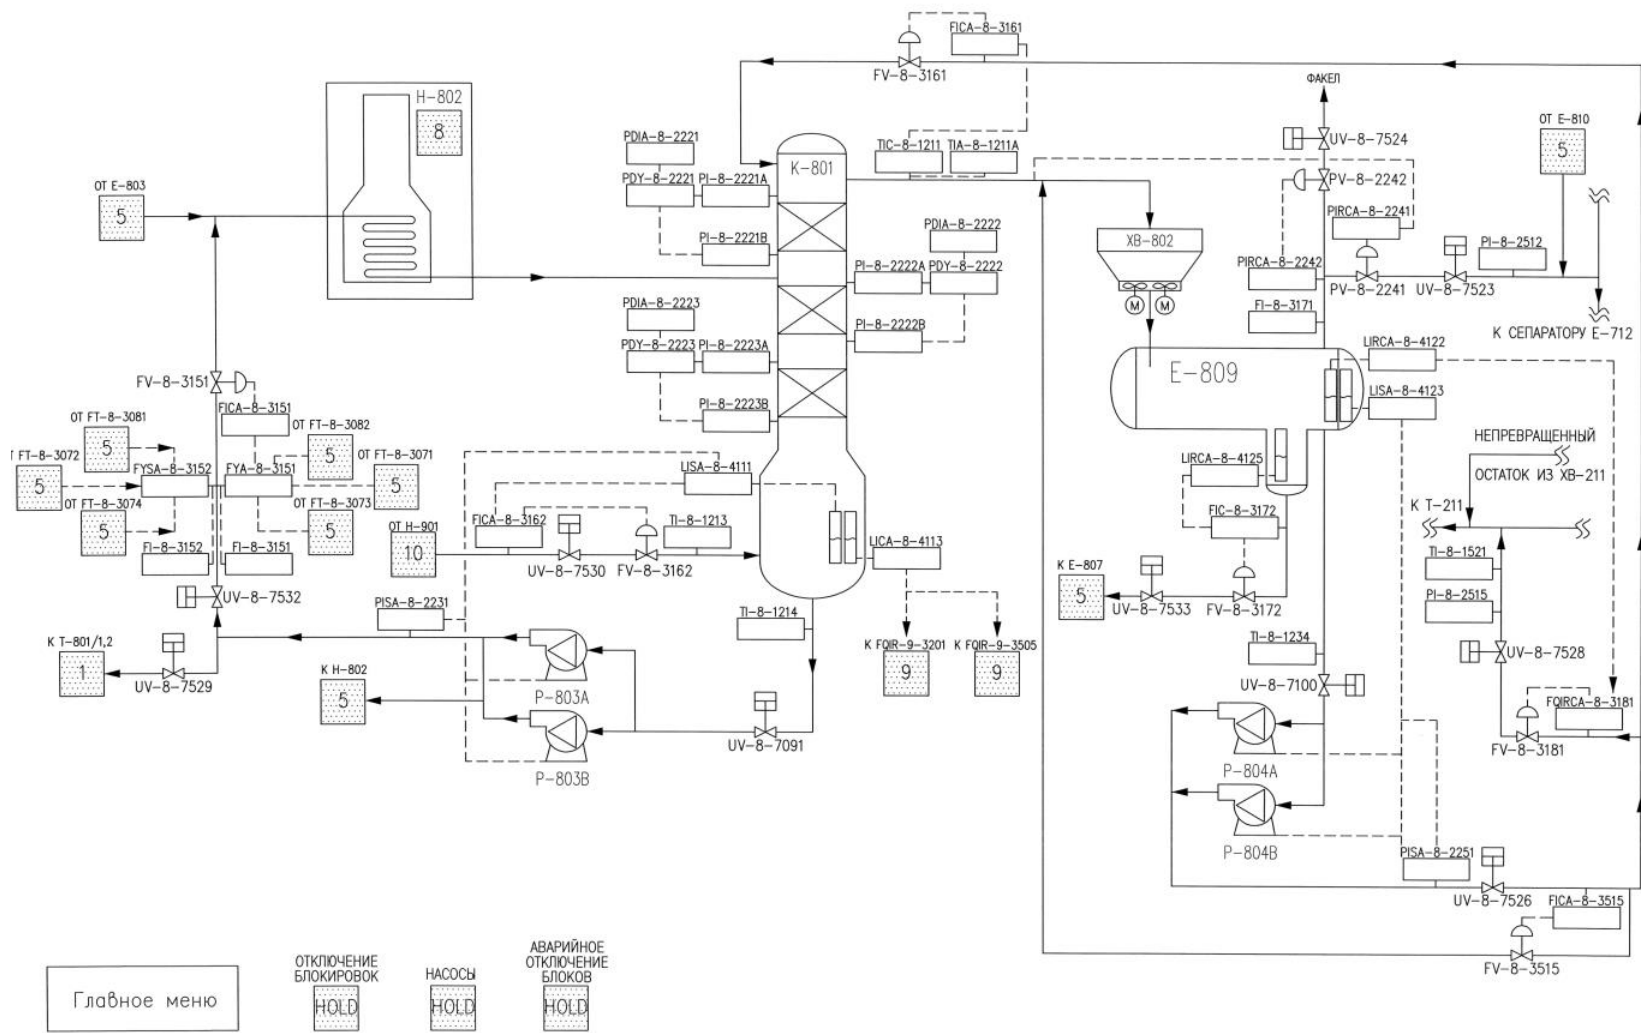 FICA-8-3161
FV-8-3161
ФАКЕЛ
H-802
8
PDIA-8-2221
K-801
TIC-8-1211
TIA-8-1211A
UV-8-7524
ОТ E-810
5
ОТ E-803
5
PDY-8-2221
PI-8-2221A
PV-8-2242
PIRCA-8-2241
PDIA-8-2222
XB-802
PI-8-2221B
PI-8-2512
PI-8-2222A
PDY-8-2222
PIRCA-8-2242
PV-8-2241
UV-8-7523
M
M
PDIA-8-2223
FI-8-3171
PI-8-2222B
К СЕПАРАТОРУ E-712
PDY-8-2223
PI-8-2223A
LIRCA-8-4122
E-809
FV-8-3151
LISA-8-4123
FICA-8-3151
PI-8-2223B
ОТ FT-8-3081
5
ОТ FT-8-3082
5
НЕПРЕВРАЩЕННЫЙ
ОСТАТОК ИЗ XB-211
FT-8-3072
5
FYSA-8-3152
FYA-8-3151
ОТ FT-8-3071
5
LISA-8-4111
LIRCA-8-4125
ОТ FT-8-3074
5
ОТ FT-8-3073
5
К T-211
FICA-8-3162
ОТ H-901
10
TI-8-1213
FIC-8-3172
FI-8-3152
FI-8-3151
UV-8-7530
FV-8-3162
LICA-8-4113
TI-8-1521
К E-807
5
UV-8-7533
FV-8-3172
PI-8-2515
UV-8-7532
PISA-8-2231
TI-8-1214
К T-801/1,2
1
UV-8-7529
К FQIR-9-3201
9
К FQIR-9-3505
9
TI-8-1234
UV-8-7528
К H-802
5
P-803A
UV-8-7100
FQIRCA-8-3181
UV-8-7091
FV-8-3181
P-803B
P-804A
P-804B
PISA-8-2251
UV-8-7526
FICA-8-3515
FV-8-3515
Главное меню
ОТКЛЮЧЕНИЕ
БЛОКИРОВОК
HOLD
НАСОСЫ
HOLD
АВАРИЙНОЕ
ОТКЛЮЧЕНИЕ
БЛОКОВ
HOLD